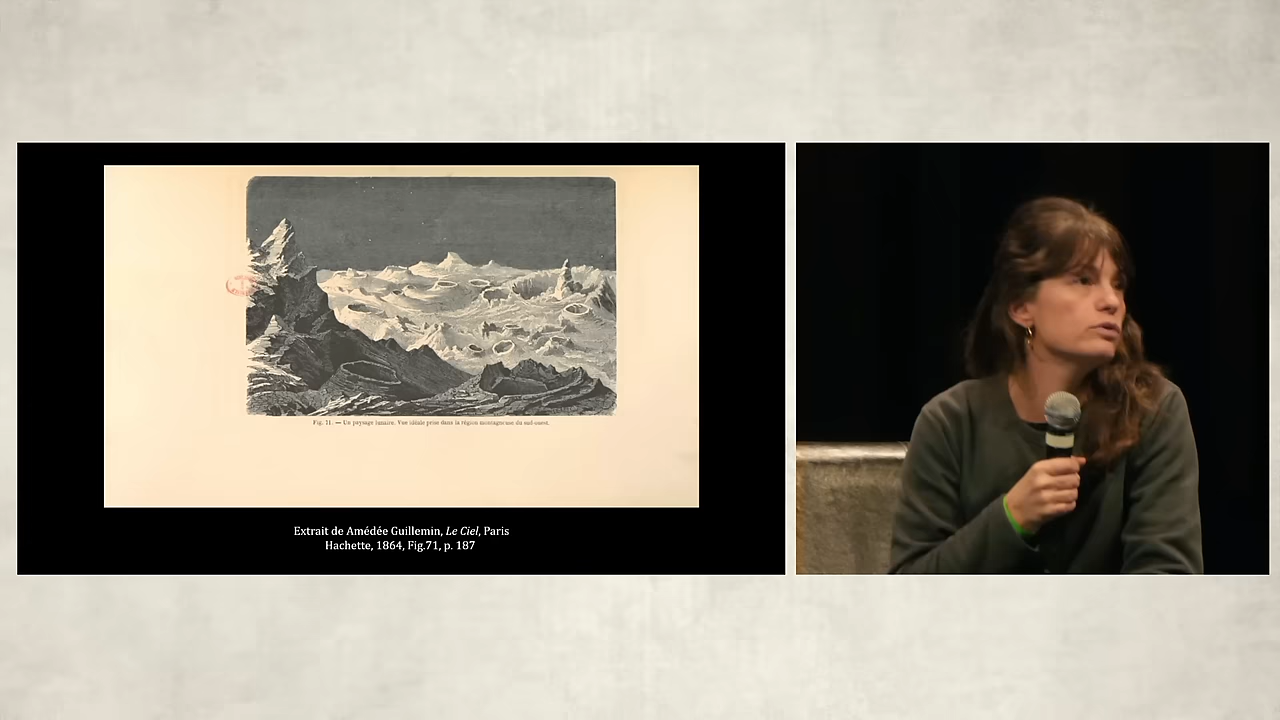 Fig. 71. — Un paysage lunaire. Vue idéale prise dans la région montagneuse du sud-ouest.
Extrait de Amédée Guillemin, Le Ciel, Paris
Hachette, 1864, Fig.71, p. 187